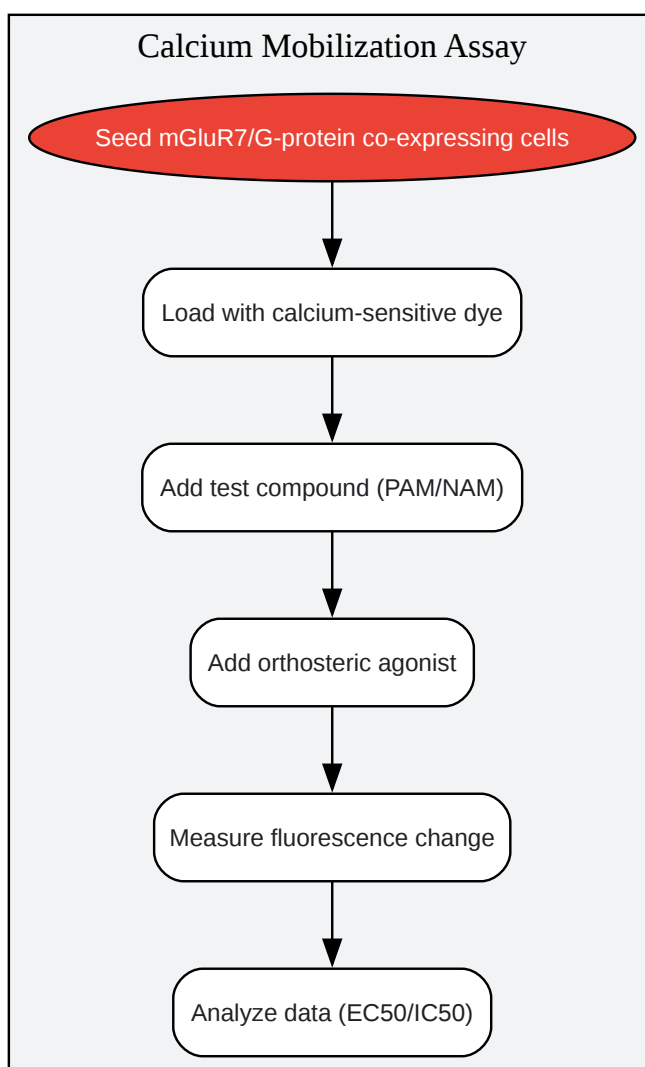 Calcium Mobilization Assay
Seed mGluR7/G-protein co-expressing cells
Load with calcium-sensitive dye
Add test compound (PAM/NAM)
Add orthosteric agonist
Measure fluorescence change
Analyze data (EC50/IC50)